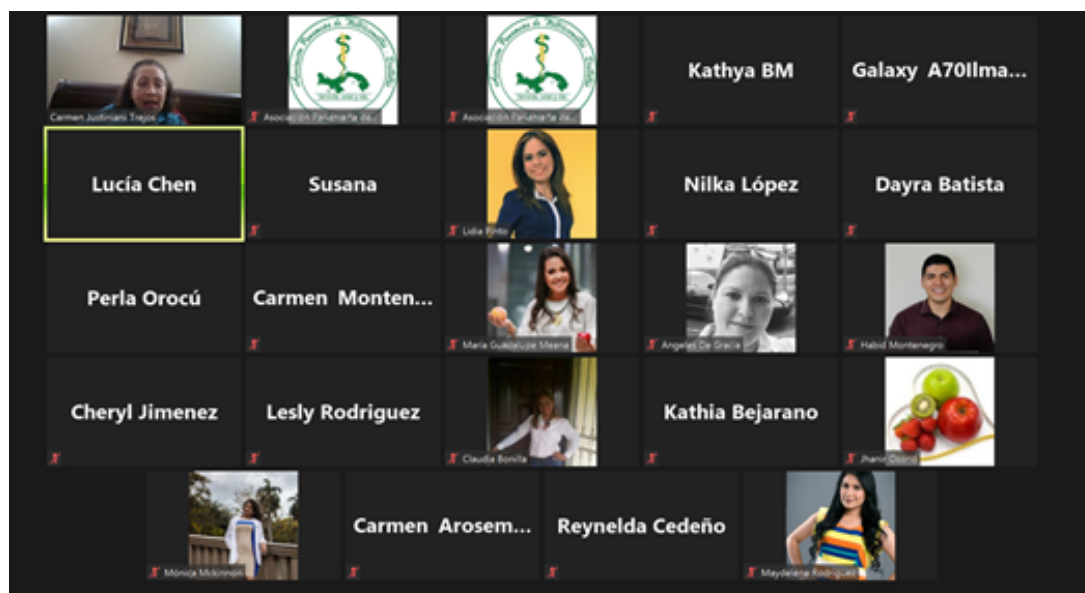 Carmen Justiniani Trejos
Asociación Panameña de...
Asociación Panameña de...
Kathya BM
Galaxy A70Ilma...
Lucía Chen
Susana
Lidia Pinto
Nilka López
Dayra Batista
Perla Orocú
Carmen Monten...
María Guadalupe Meana
Angeles De Gracia
Habid Montenegro
Cheryl Jimenez
Lesly Rodriguez
Claudia Bonilla
Kathia Bejarano
Jhanir Osorio
Mónica Mckinnon
Carmen Arosem...
Reynelda Cedeño
Maydelene Rodriguez